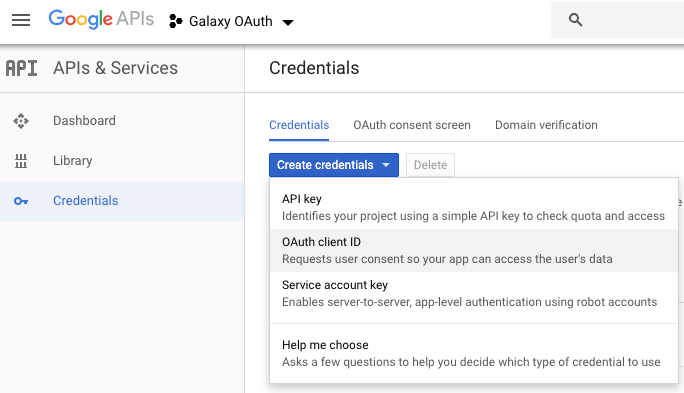 Google APIs
Galaxy OAuth
API APIs & Services
Credentials
Dashboard
Library
Credentials
Credentials OAuth consent screen Domain verification
Create credentials Delete
API key
Identifies your project using a simple API key to check quota and access
OAuth client ID
Requests user consent so your app can access the user's data
Service account key
Enables server-to-server, app-level authentication using robot accounts
Help me choose
Asks a few questions to help you decide which type of credential to use